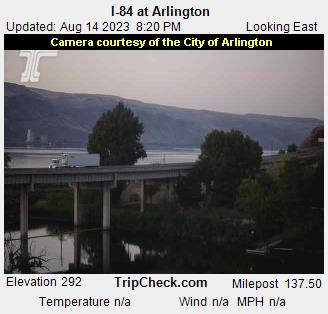 I-84 at Arlington
Updated: Aug 14 2023 8:20 PM Looking East
Camera courtesy of the City of Arlington
Elevation 292 TripCheck.com Milepost 137.50
Temperature n/a Wind n/a MPH n/a